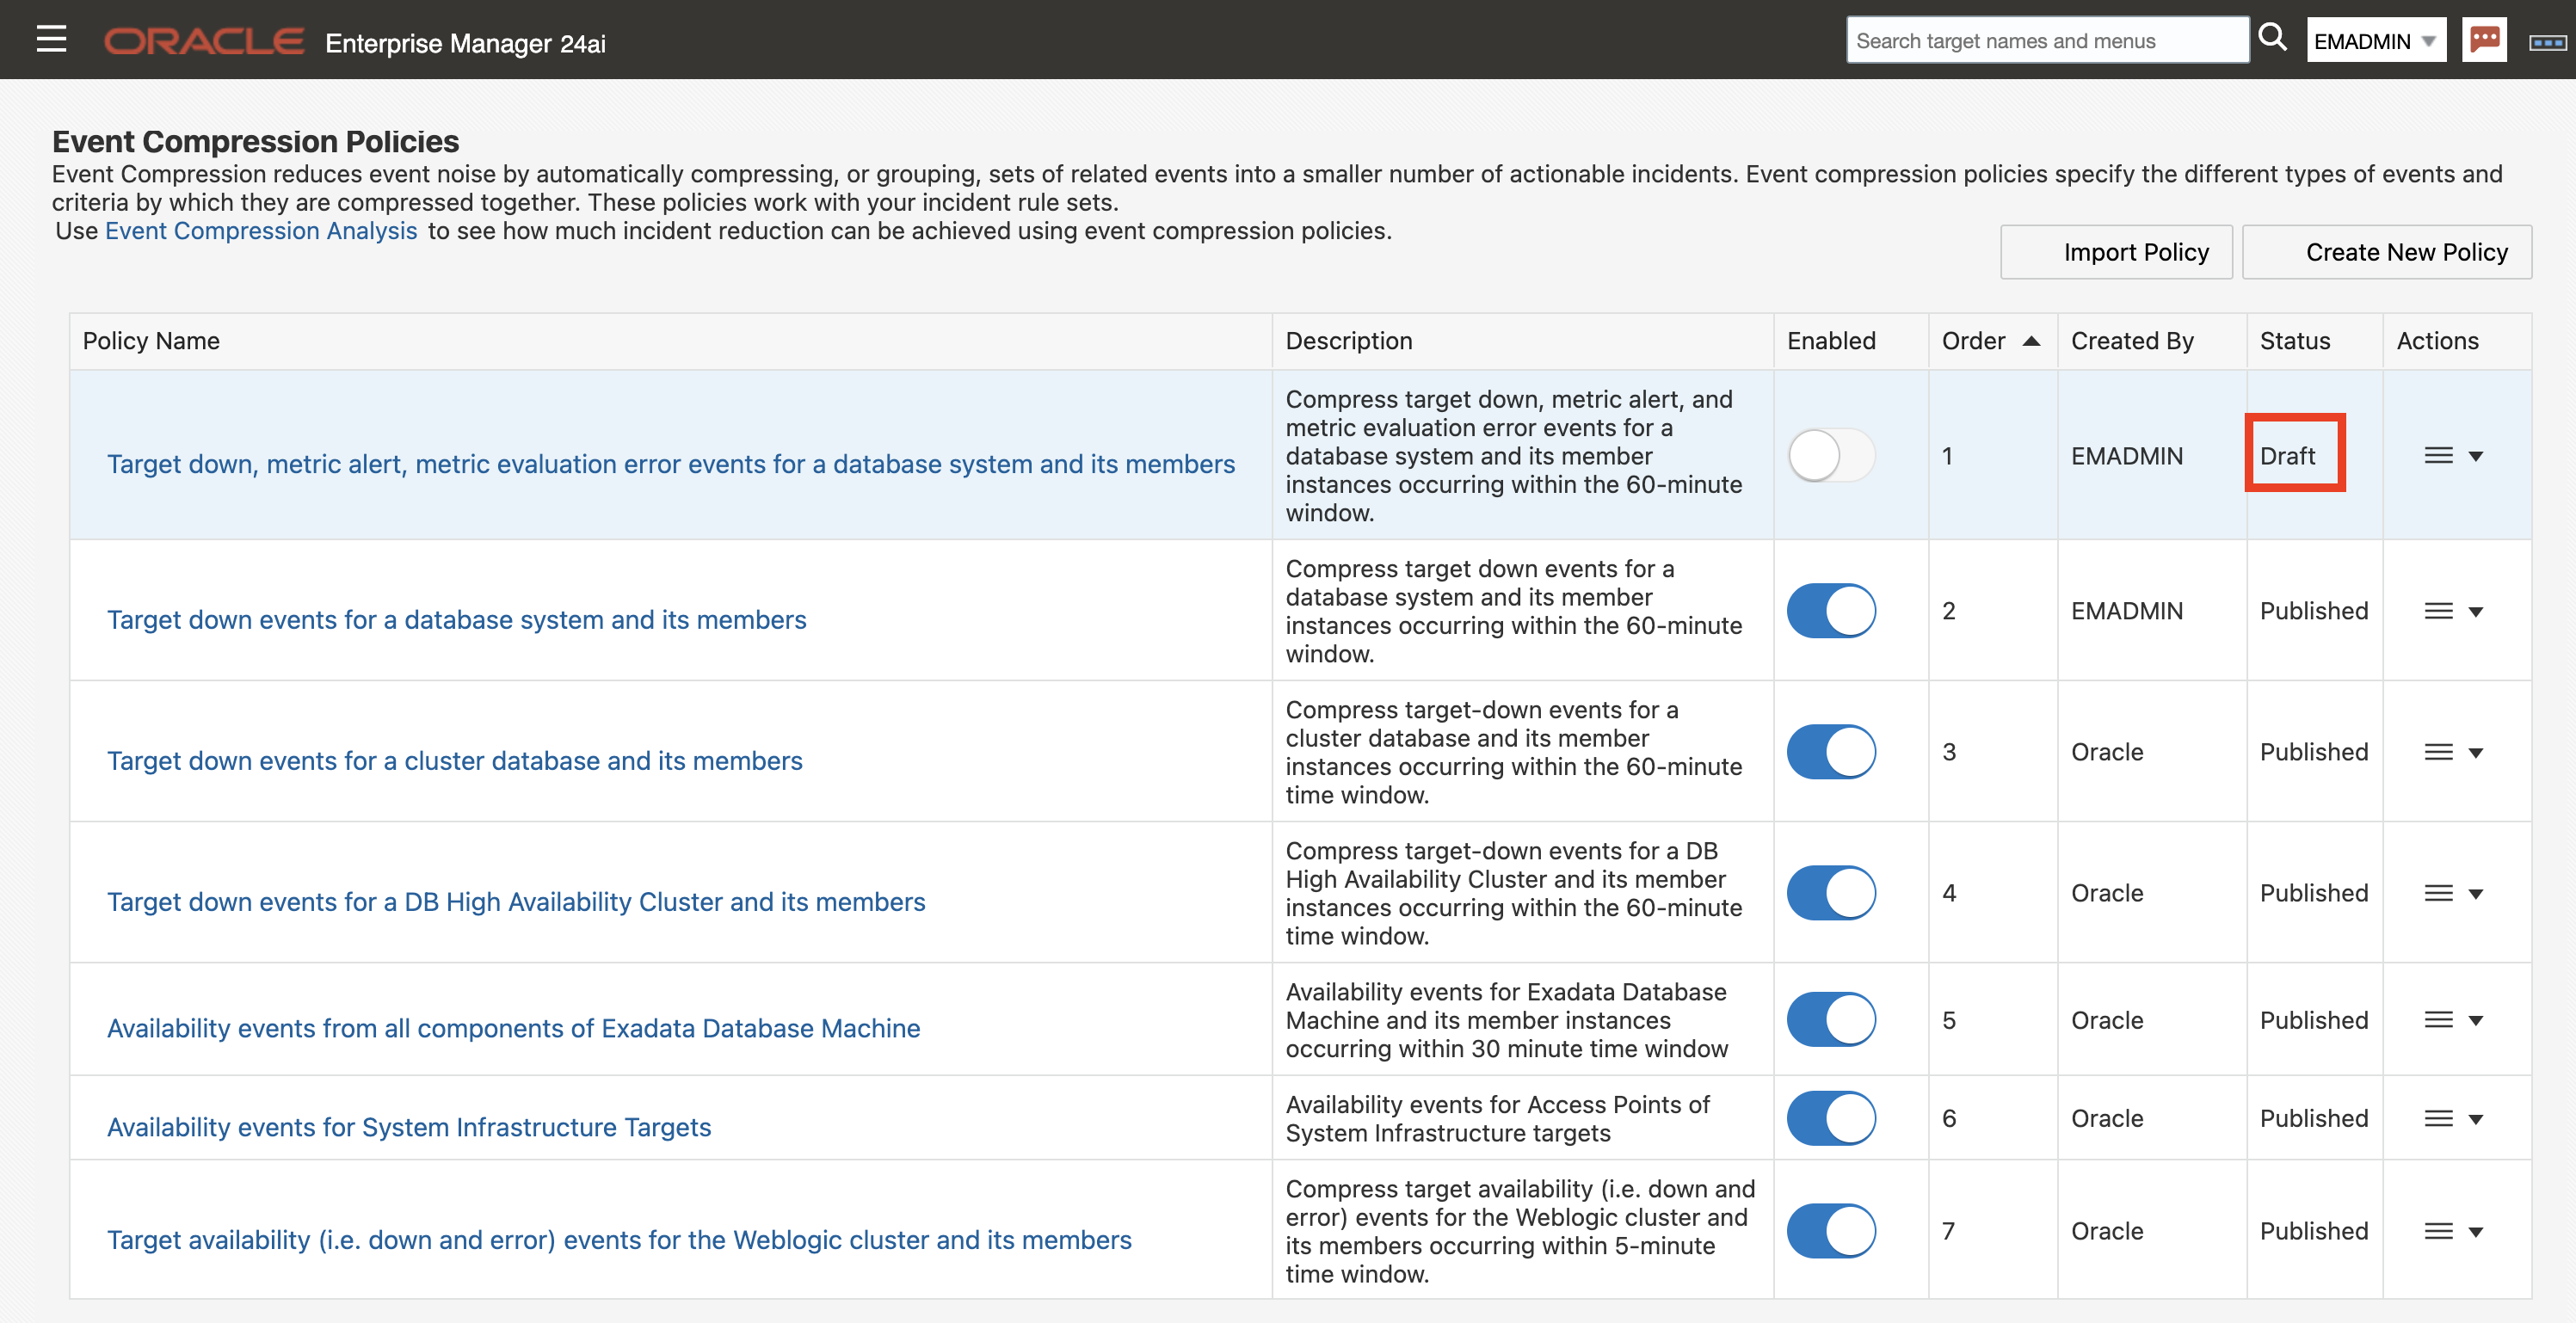 ORACLE Enterprise Manager 24ai
Search target names and menus
EMADMIN
Event Compression Policies
Event Compression reduces event noise by automatically compressing, or grouping, sets of related events into a smaller number of actionable incidents. Event compression policies specify the different types of events and
criteria by which they are compressed together. These policies work with your incident rule sets.
Use Event Compression Analysis to see how much incident reduction can be achieved using event compression policies.
Import Policy
Create New Policy
Policy Name Description Enabled Order Created By Status Actions
Target down, metric alert, metric evaluation error events for a database system and its members
Compress target down, metric alert, and
metric evaluation error events for a
database system and its member
instances occurring within the 60-minute
window.
1 EMADMIN Draft
Target down events for a database system and its members
Compress target down events for a
database system and its member
instances occurring within the 60-minute
window.
2 EMADMIN Published
Target down events for a cluster database and its members
Compress target-down events for a
cluster database and its member
instances occurring within the 60-minute
time window.
3 Oracle Published
Target down events for a DB High Availability Cluster and its members
Compress target-down events for a DB
High Availability Cluster and its member
instances occurring within the 60-minute
time window.
4 Oracle Published
Availability events from all components of Exadata Database Machine
Availability events for Exadata Database
Machine and its member instances
occurring within 30 minute time window
5 Oracle Published
Availability events for System Infrastructure Targets
Availability events for Access Points of
System Infrastructure targets
6 Oracle Published
Target availability (i.e. down and error) events for the Weblogic cluster and its members
Compress target availability (i.e. down and
error) events for the Weblogic cluster and
its members occurring within 5-minute
time window.
7 Oracle Published